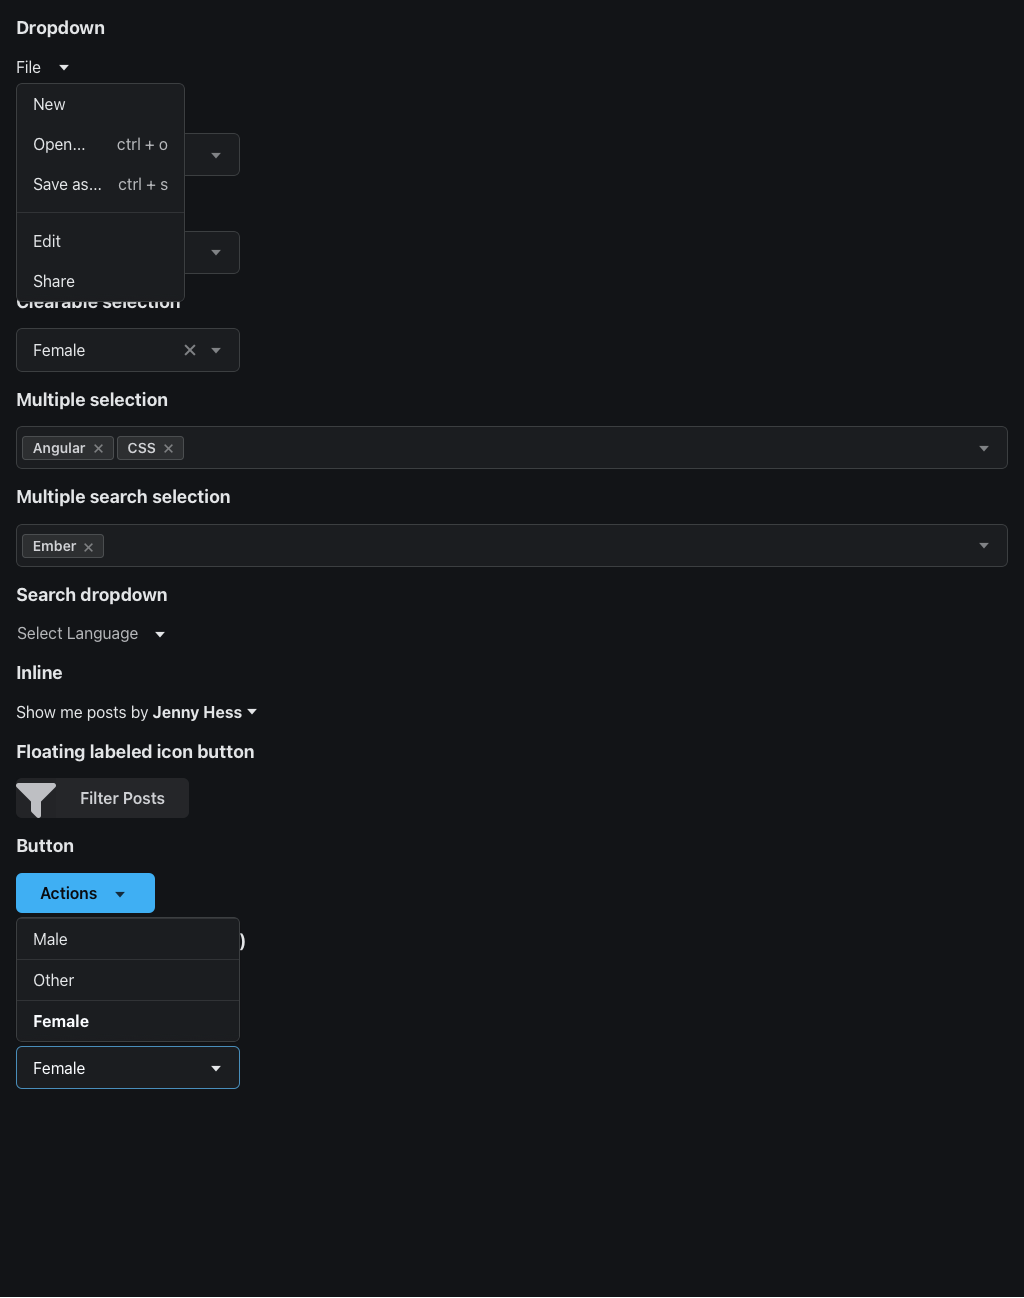 Dropdown
File
New
Open... ctrl + o
Save as... ctrl + s
Edit
Share
Clearable selection
Female
Multiple selection
Angular CSS
Multiple search selection
Ember
Search dropdown
Select Language
Inline
Show me posts by Jenny Hess
Floating labeled icon button
Filter Posts
Button
Actions
)
Male
Other
Female
Female